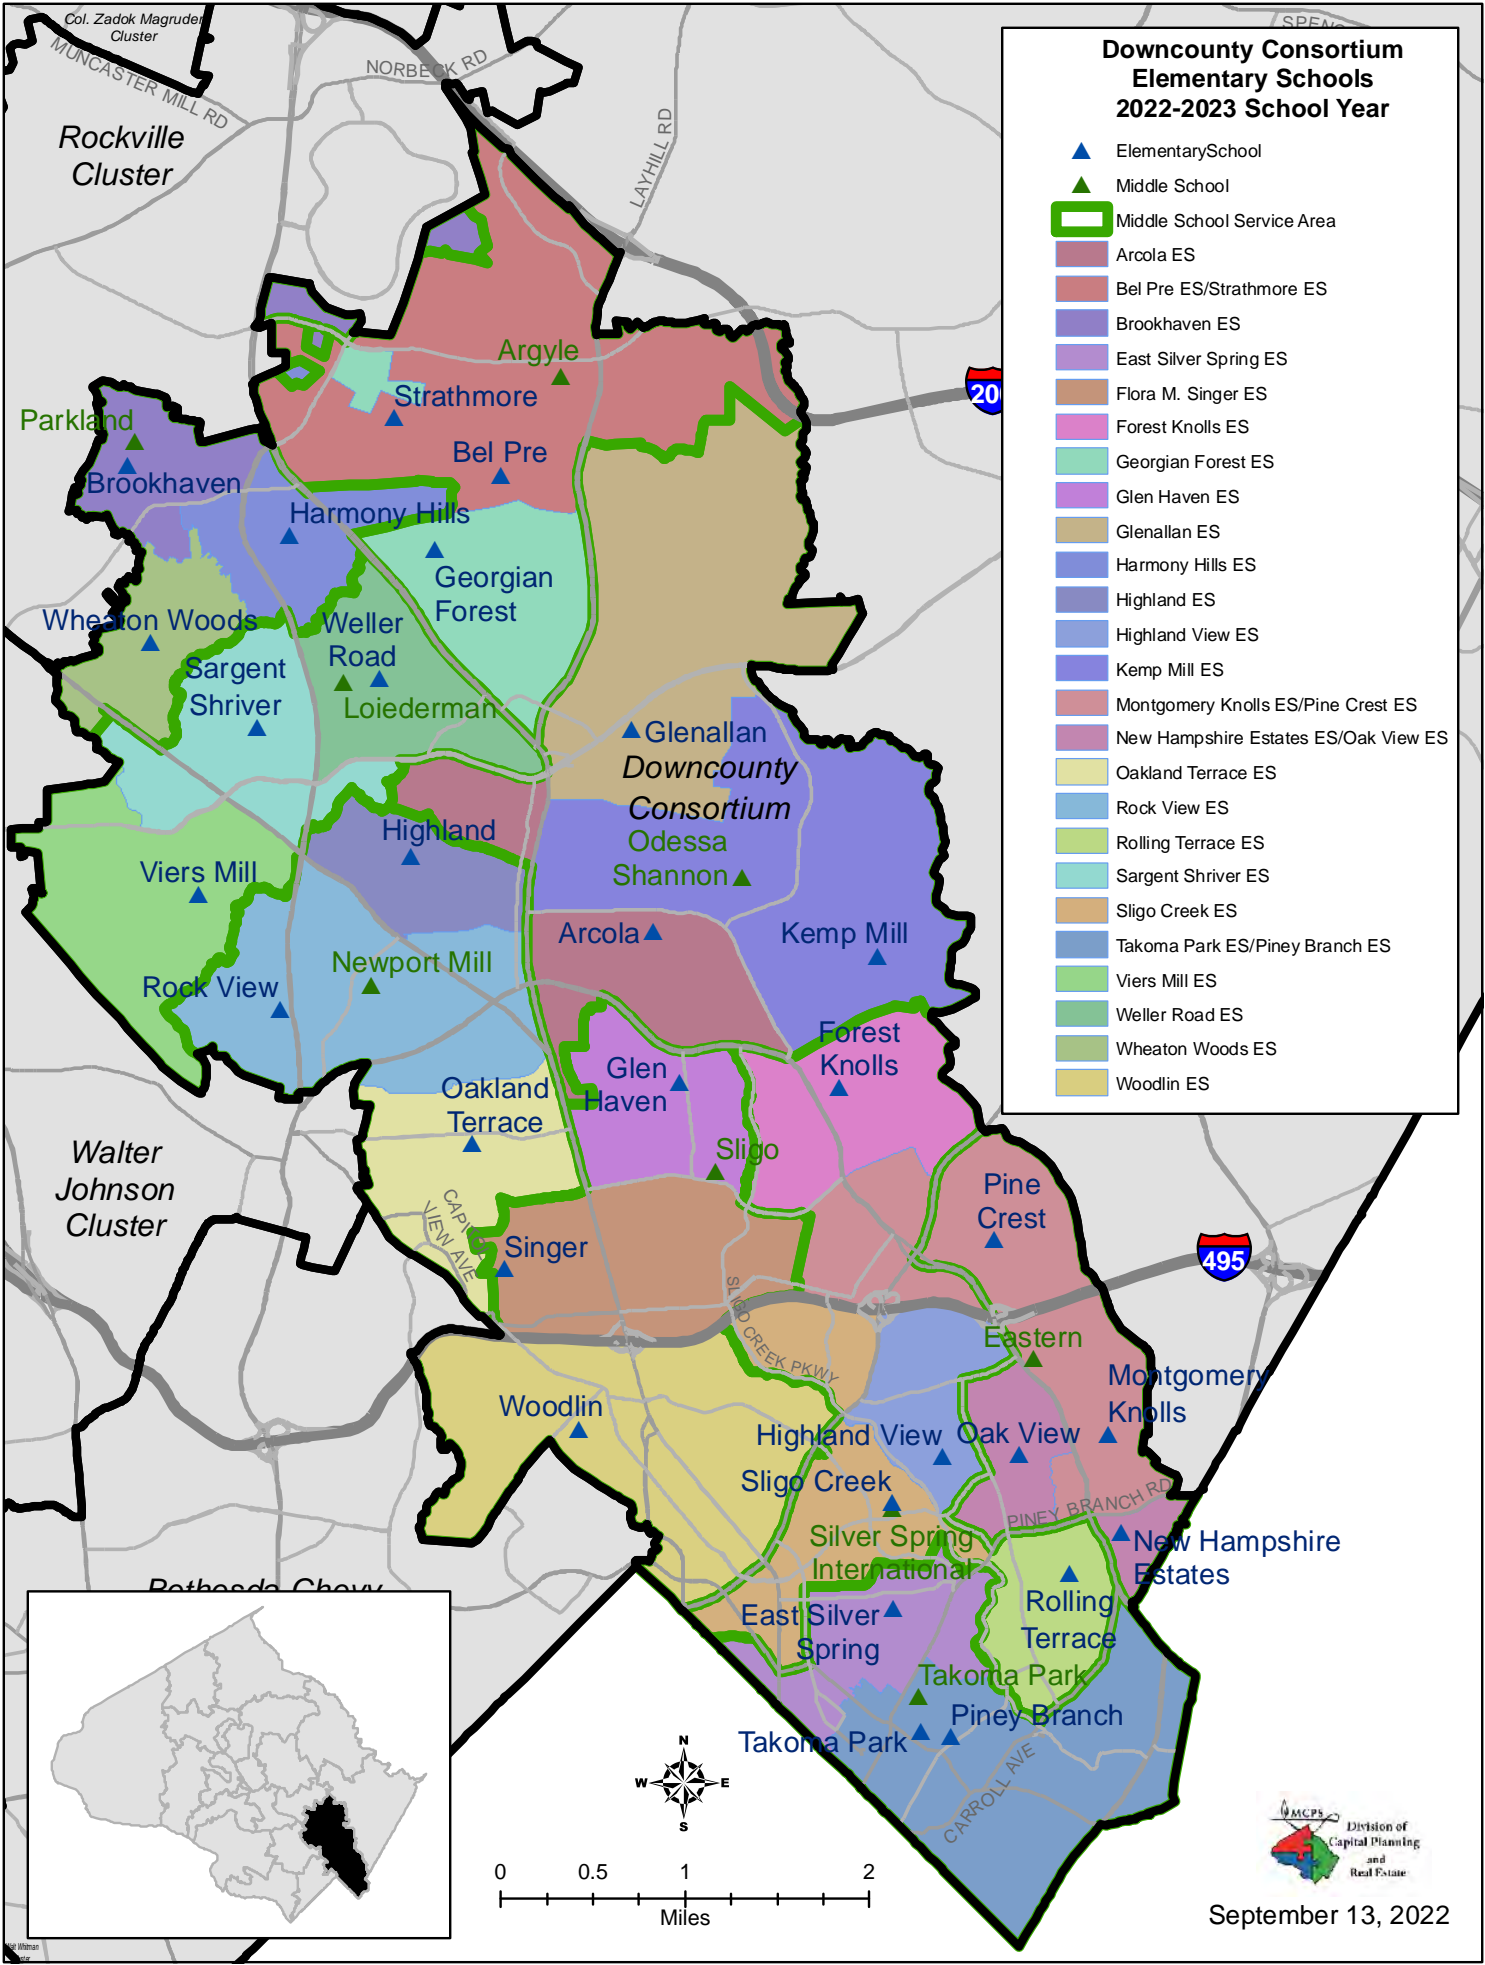 Col. Zadok Magruder
Cluster
MUNCASTER MILL RD
NORBECK RD
LAYHILL RD
Rockville
Cluster
Downcounty Consortium
Elementary Schools
2022-2023 School Year
ElementarySchool
Middle School
Middle School Service Area
Arcola ES
Bel Pre ES/Strathmore ES
Brookhaven ES
East Silver Spring ES
Flora M. Singer ES
Forest Knolls ES
Georgian Forest ES
Glen Haven ES
Glenallan ES
Harmony Hills ES
Highland ES
Highland View ES
Kemp Mill ES
Montgomery Knolls ES/Pine Crest ES
New Hampshire Estates ES/Oak View ES
Oakland Terrace ES
Rock View ES
Rolling Terrace ES
Sargent Shriver ES
Sligo Creek ES
Takoma Park ES/Piney Branch ES
Viers Mill ES
Weller Road ES
Wheaton Woods ES
Woodlin ES
Argyle
Strathmore
Parkland
Bel Pre
Brookhaven
Harmony Hills
Georgian
Forest
Wheaton Woods
Weller
Road
Sargent
Shriver
Loiederman
Glenallan
Downcounty
Consortium
Highland
Odessa
Shannon
Viers Mill
Arcola
Kemp Mill
Newport Mill
Rock View
Forest
Knolls
Glen
Haven
Oakland
Terrace
Sligo
Walter
Johnson
Cluster
Pine
Crest
VIEW AVE
Singer
495
SLIGO CREEK PKWY
Eastern
Montgomery
Knolls
Woodlin
Highland View
Oak View
Sligo Creek
PINEY BRANCH RD
Silver Spring
International
New Hampshire
Estates
Rolling
Terrace
East Silver
Spring
Takoma Park
Piney Branch
Takoma Park
CARROLL AVE
N
W
E
S
0
0.5
1
2
Miles
MCPS
Division of
Capital Planning
and
Real Estate
September 13, 2022